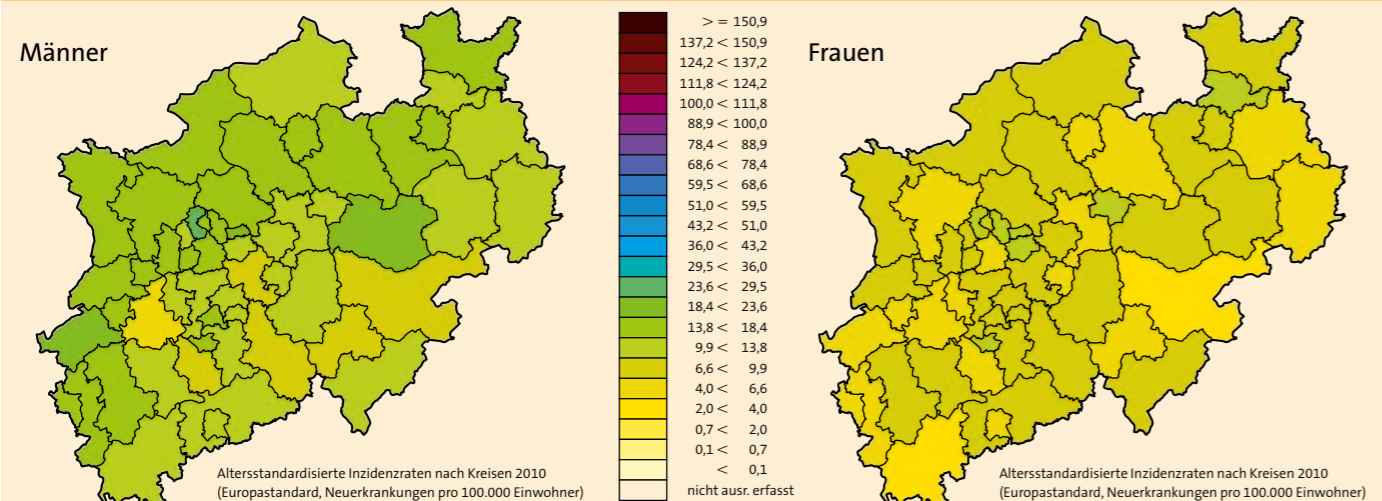 Männer
> = 150,9
137,2 < 150,9
124,2 < 137,2
111,8 < 124,2
100,0 < 111,8
88,9 < 100,0
78,4 < 88,9
68,6 < 78,4
59,5 < 68,6
51,0 < 59,5
43,2 < 51,0
36,0 < 43,2
29,5 < 36,0
23,6 < 29,5
18,4 < 23,6
13,8 < 18,4
9,9 < 13,8
6,6 < 9,9
4,0 < 6,6
2,0 < 4,0
0,7 < 2,0
0,1 < 0,7
< 0,1
nicht ausr. erfasst
Altersstandardisierte Inzidenzraten nach Kreisen 2010
(Europastandard, Neuerkrankungen pro 100.000 Einwohner)
Frauen
Altersstandardisierte Inzidenzraten nach Kreisen 2010
(Europastandard, Neuerkrankungen pro 100.000 Einwohner)